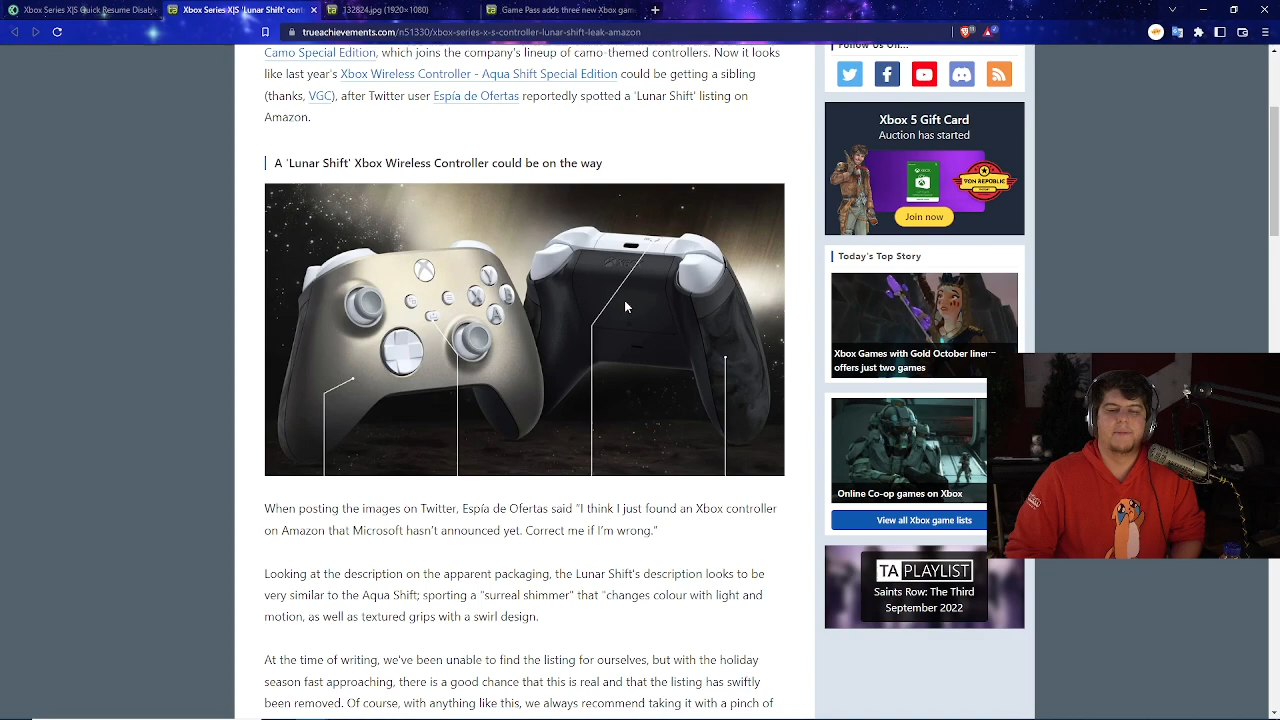 Xbox Series X|S Quick Resume Disable
Xbox Series X|S 'Lunar Shift' cont
132824.jpg (1920×1080)
Game Pass adds three new Xbox gam
trueachievements.com/n51330/xbox-series-x-s-controller-lunar-shift-leak-amazon
Camo Special Edition, which joins the company's lineup of camo-themed controllers. Now it looks
like last year's Xbox Wireless Controller - Aqua Shift Special Edition could be getting a sibling
(thanks, VGC), after Twitter user Espía de Ofertas reportedly spotted a 'Lunar Shift' listing on
Amazon.
A 'Lunar Shift' Xbox Wireless Controller could be on the way
When posting the images on Twitter, Espía de Ofertas said "I think I just found an Xbox controller
on Amazon that Microsoft hasn't announced yet. Correct me if I'm wrong."
Looking at the description on the apparent packaging, the Lunar Shift's description looks to be
very similar to the Aqua Shift; sporting a "surreal shimmer" that "changes colour with light and
motion, as well as textured grips with a swirl design.
At the time of writing, we've been unable to find the listing for ourselves, but with the holiday
season fast approaching, there is a good chance that this is real and that the listing has swiftly
been removed. Of course, with anything like this, we always recommend taking it with a pinch of
Follow Us On...
Xbox 5 Gift Card
Auction has started
YON REPUBLIC
Join now
Today's Top Story
Xbox Games with Gold October lineup
offers just two games
Online Co-op games on Xbox
View all Xbox game lists
TA PLAYLIST
Saints Row: The Third
September 2022